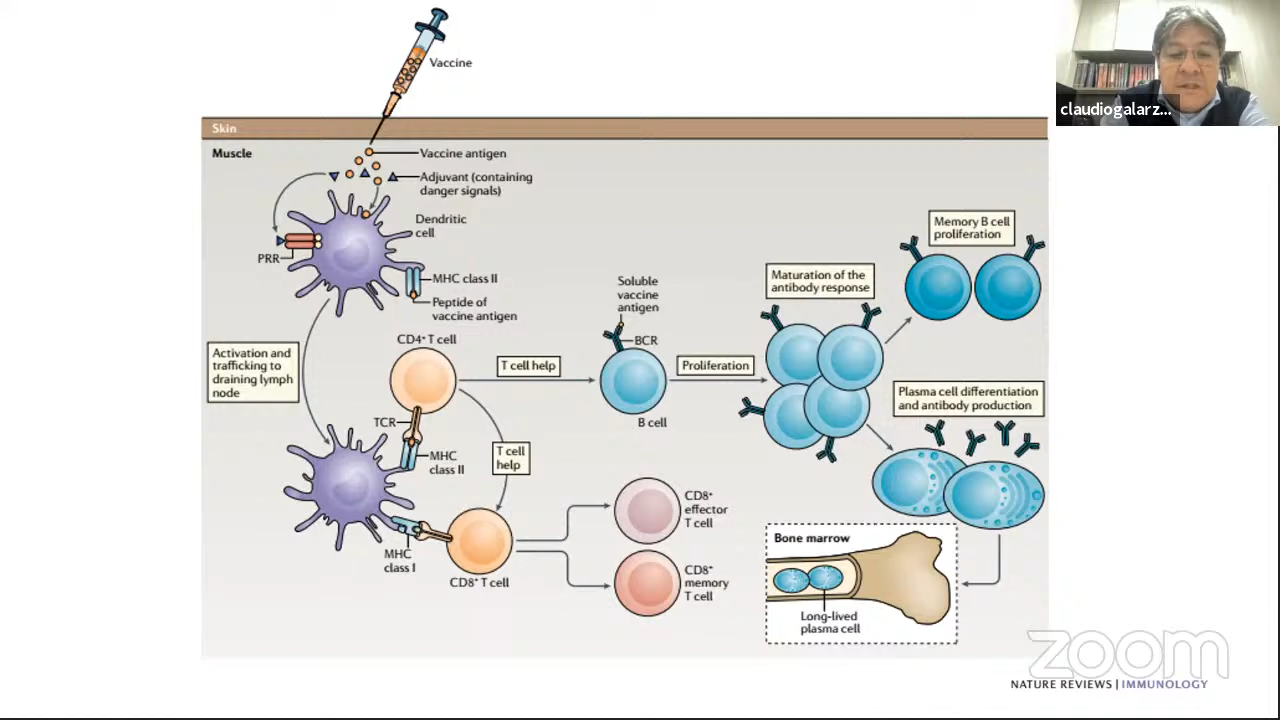 Vaccine
claudiogalarz...
Skin
Muscle
Vaccine antigen
Adjuvant (containing
danger signals)
Dendritic
cell
PRR
MHC class II
Peptide of
vaccine antigen
Activation and
trafficking to
draining lymph
node
CD4⁺ T cell
TCR
MHC
class II
T cell help
T cell
help
MHC
class I
CD8⁺ T cell
Soluble
vaccine
antigen
BCR
B cell
Proliferation
Maturation of the
antibody response
Memory B cell
proliferation
Plasma cell differentiation
and antibody production
CD8⁺
effector
T cell
CD8⁺
memory
T cell
Bone marrow
Long-lived
plasma cell
zoom
NATURE REVIEWS | IMMUNOLOGY